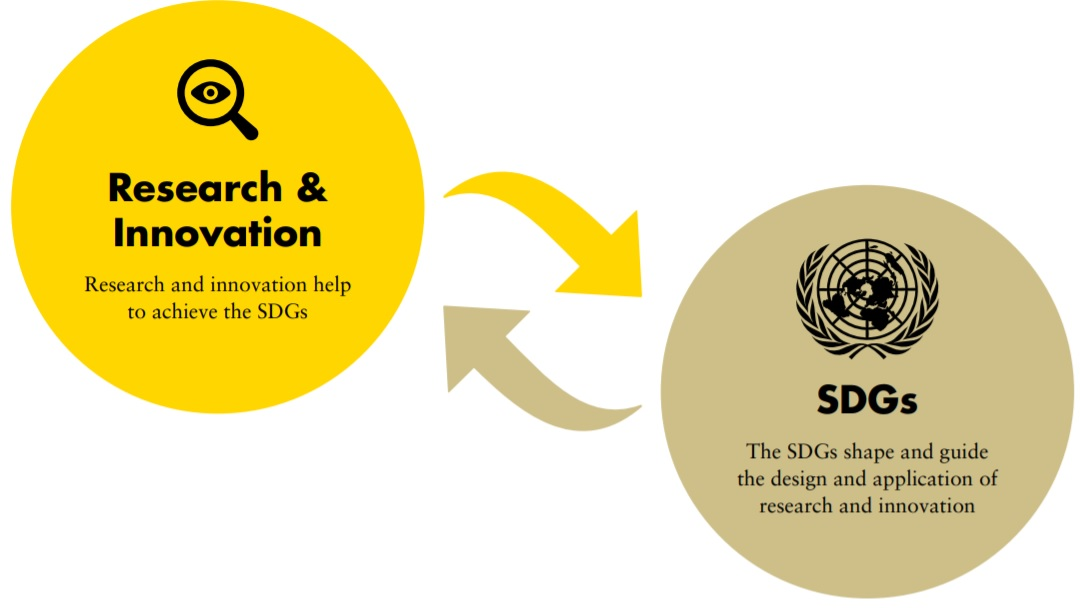 Research &
Innovation
Research and innovation help
to achieve the SDGs
SDGs
The SDGs shape and guide
the design and application of
research and innovation